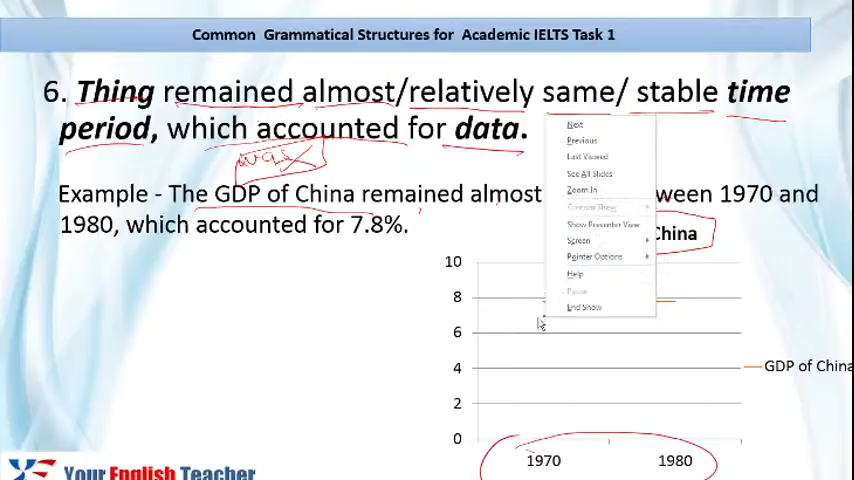 Common Grammatical Structures for Academic IELTS Task 1
6. Thing remained almost/relatively same/ stable time
period, which accounted for data.
was
Example - The GDP of China remained almost ween 1970 and
1980, which accounted for 7.8%.
Next
Previous
Last Viewed
See All Slides
Zoom In
Custom Show
Show Presenter View
Screen
Pointer Options
Help
Pause
End Show
China
10
8
6
4
2
0
GDP of China
1970 1980
Your English Teacher